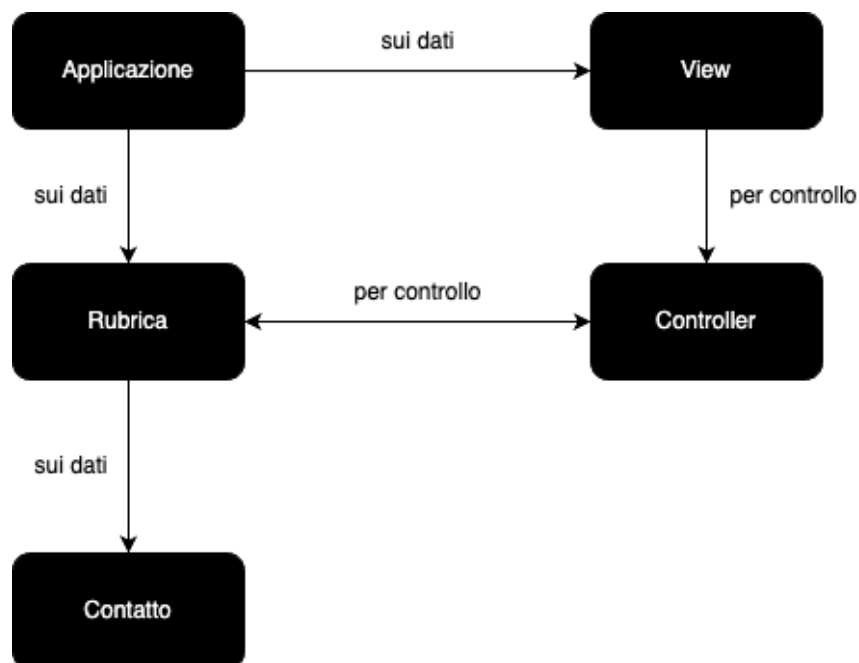 sui dati
Applicazione
View
sui dati
per controllo
per controllo
Rubrica
Controller
sui dati
Contatto